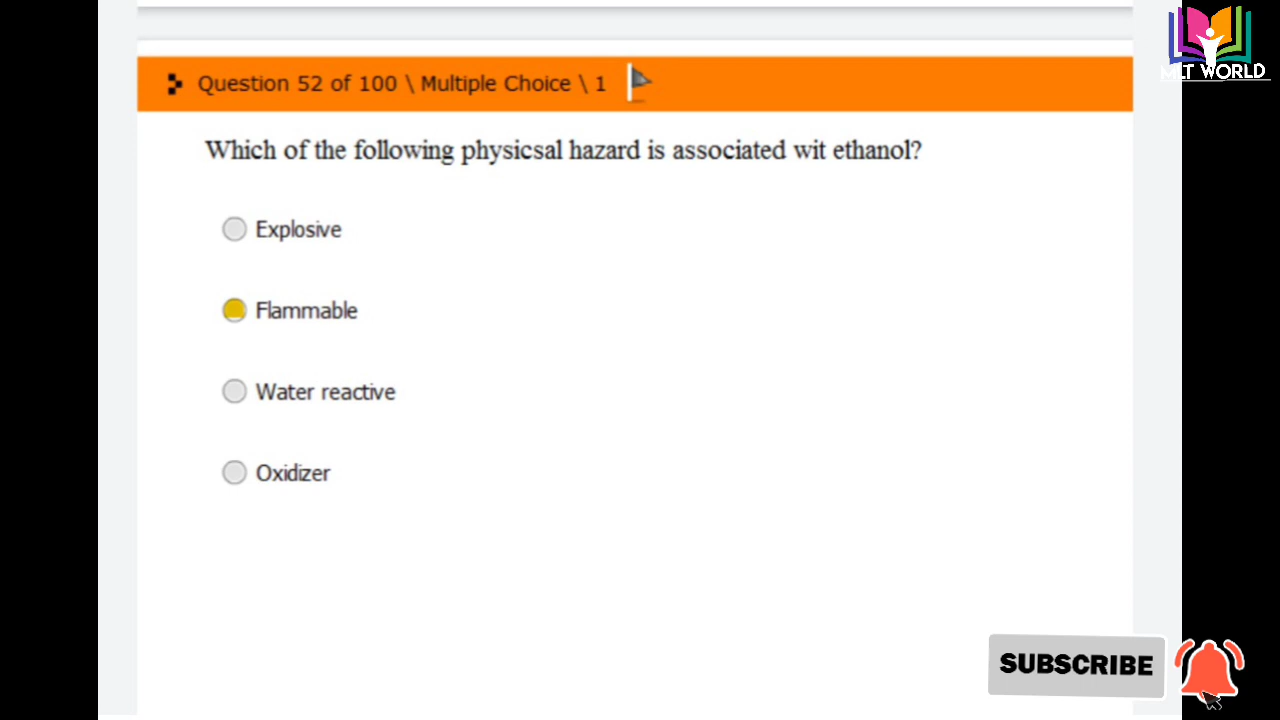 MLT WORLD
Question 52 of 100 \ Multiple Choice \ 1
Which of the following physicsal hazard is associated wit ethanol?
Explosive
Flammable
Water reactive
Oxidizer
SUBSCRIBE